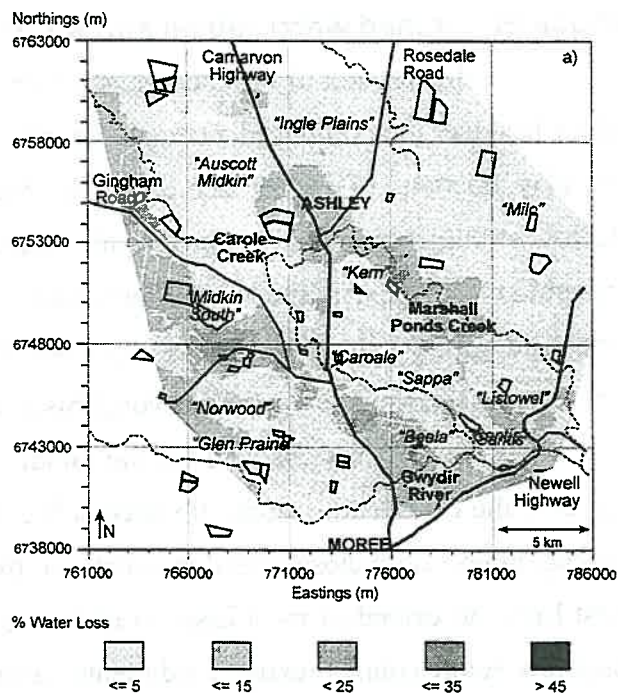 Northings (m)
6763000
Carnarvon
Highway
Rosedale
Road
a)
"Ingle Plains"
6758000
"Auscott
Midkin"
Gingham
Road
ASHLEY
"Milo"
6753000
Carole
Creek
"Kern"
"Midkin
South"
Marshall
Ponds Creek
6748000
"Caroale"
"Sappa"
"Listowel"
"Norwood"
"Beela"
6743000
"Glen Prairie"
Gwydir
River
Newell
Highway
N
MOREE
5 km
6738000
761000 766000 771000 776000 781000 786000
Eastings (m)
% Water Loss
<= 5 <= 15 < 25 <= 35 > 45